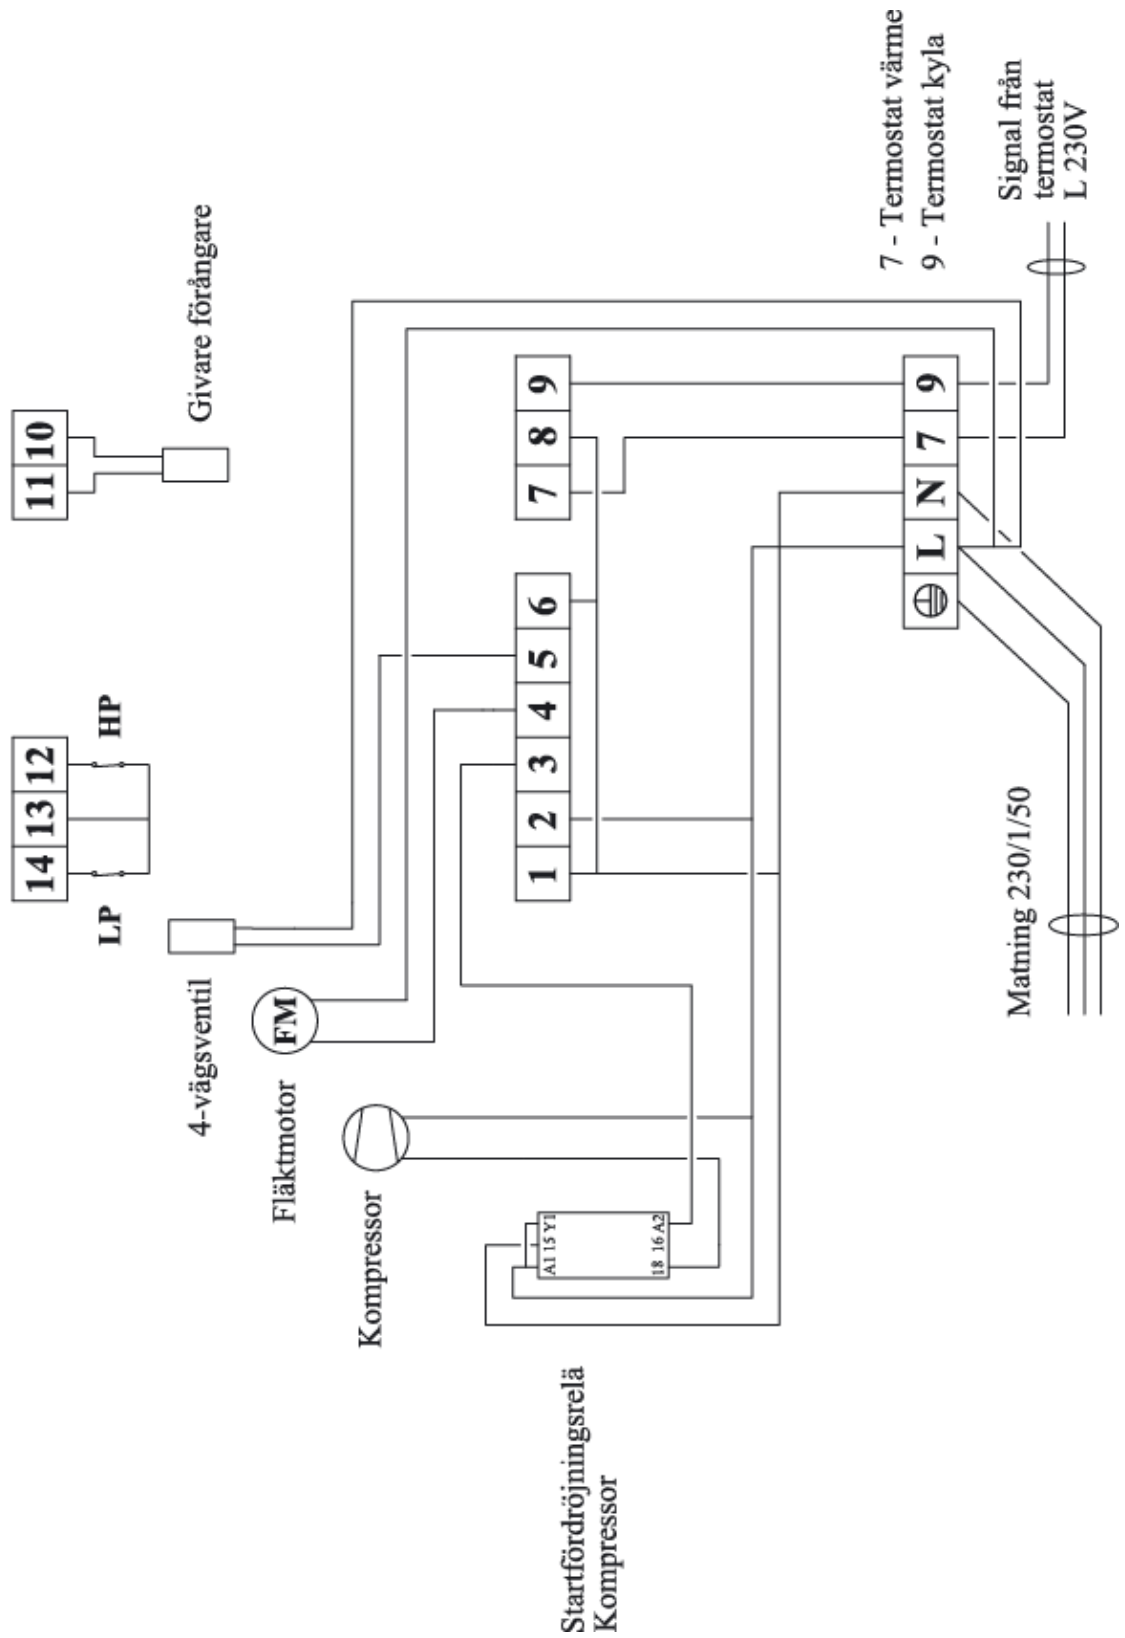 14 13 12
11 10
LP HP
4-vägsventil
Givare förångare
Fläktmotor
FM
Kompressor
1 2 3 4 5 6
7 8 9
A1 15 Y1
18 16 A2
Startfördröjningsrelä
Kompressor
L N 7 9
7 - Termostat värme
9 - Termostat kyla
Matning 230/1/50
Signal från
termostat
L 230V